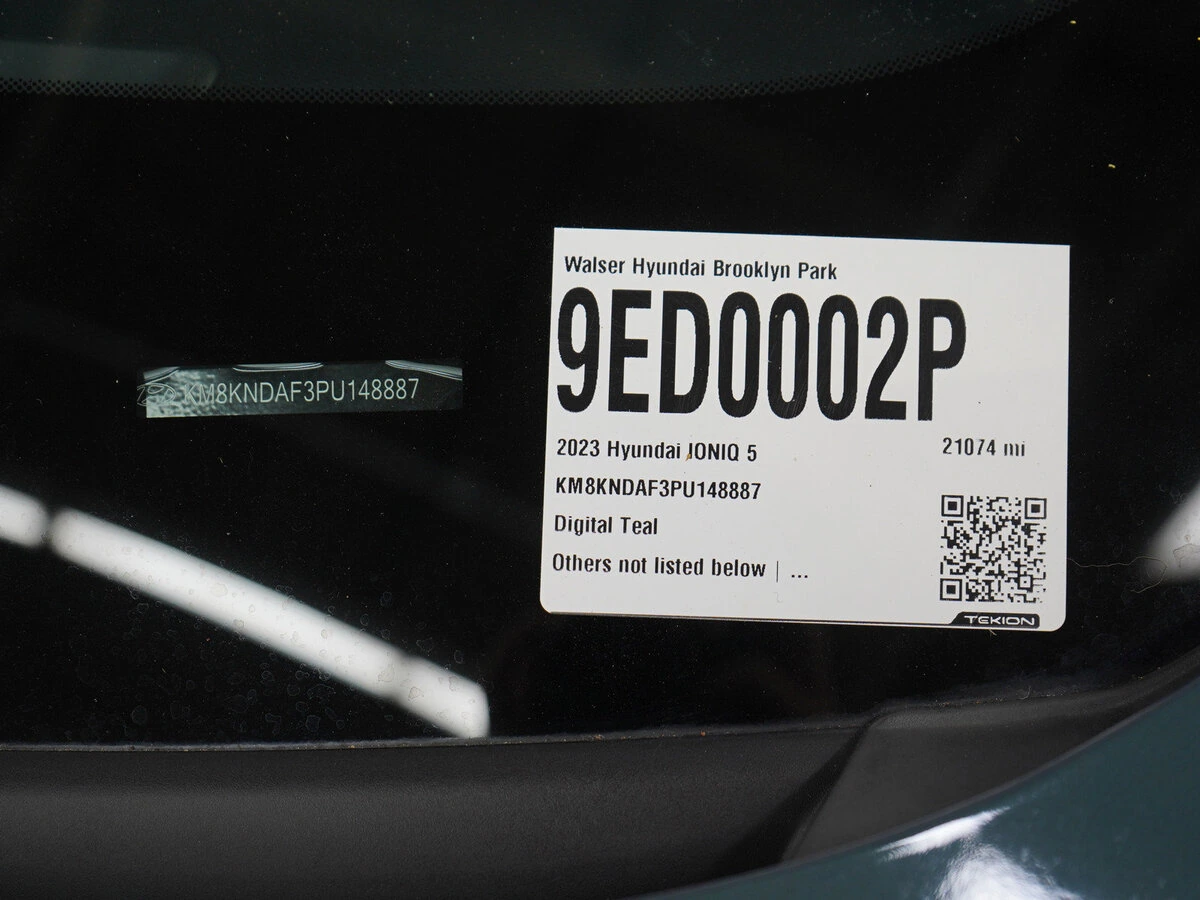 KM8KNDAF3PU148887
Walser Hyundai Brooklyn Park
9ED0002P
2023 Hyundai IONIQ 5
21074 mi
KM8KNDAF3PU148887
Digital Teal
Others not listed below | ...
TEKION